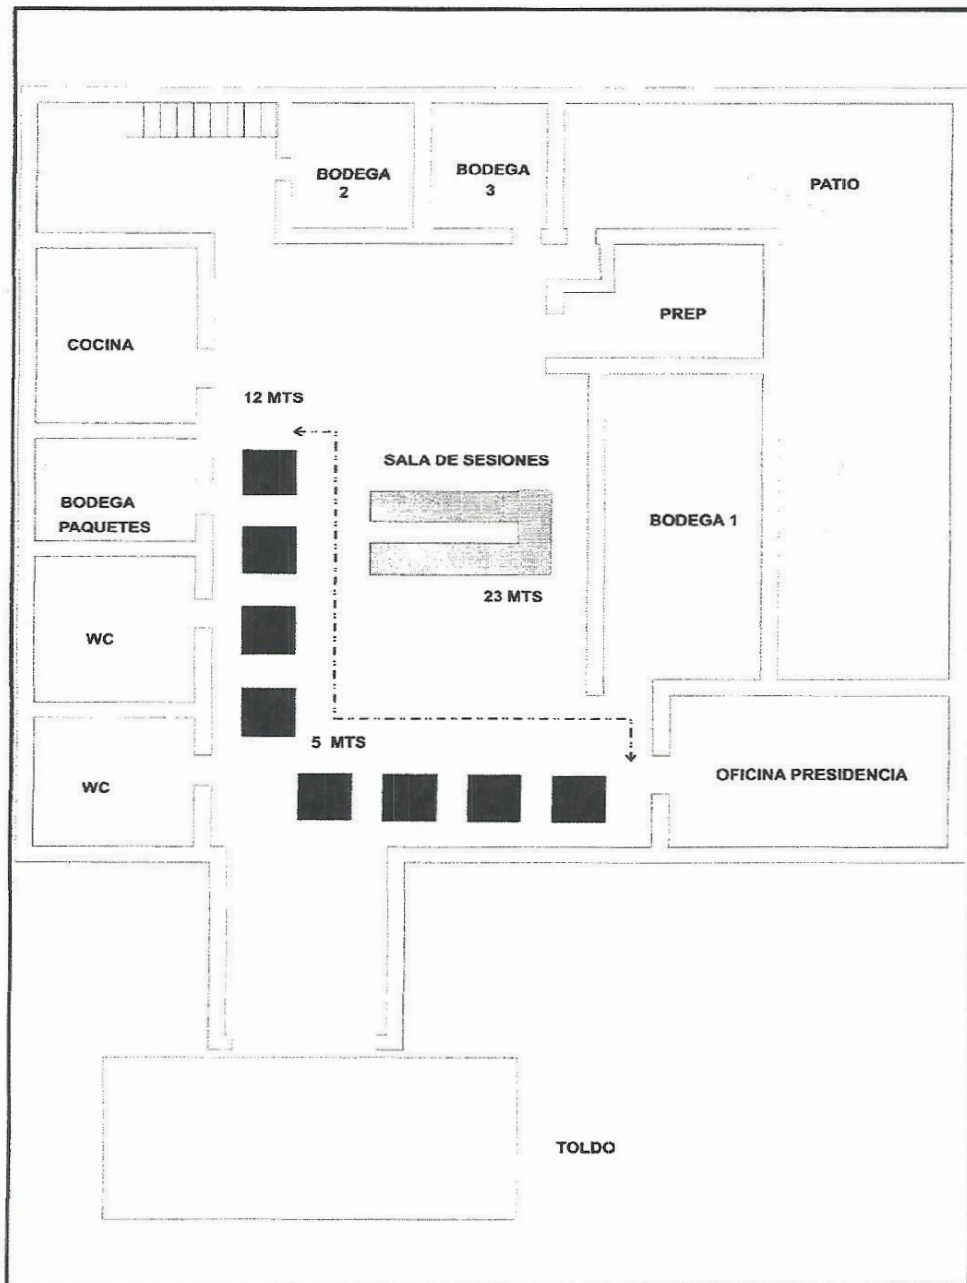 BODEGA
2
BODEGA
3
PATIO
PREP
COCINA
12 MTS
SALA DE SESIONES
BODEGA
PAQUETES
BODEGA 1
23 MTS
WC
5 MTS
WC
OFICINA PRESIDENCIA
TOLDO